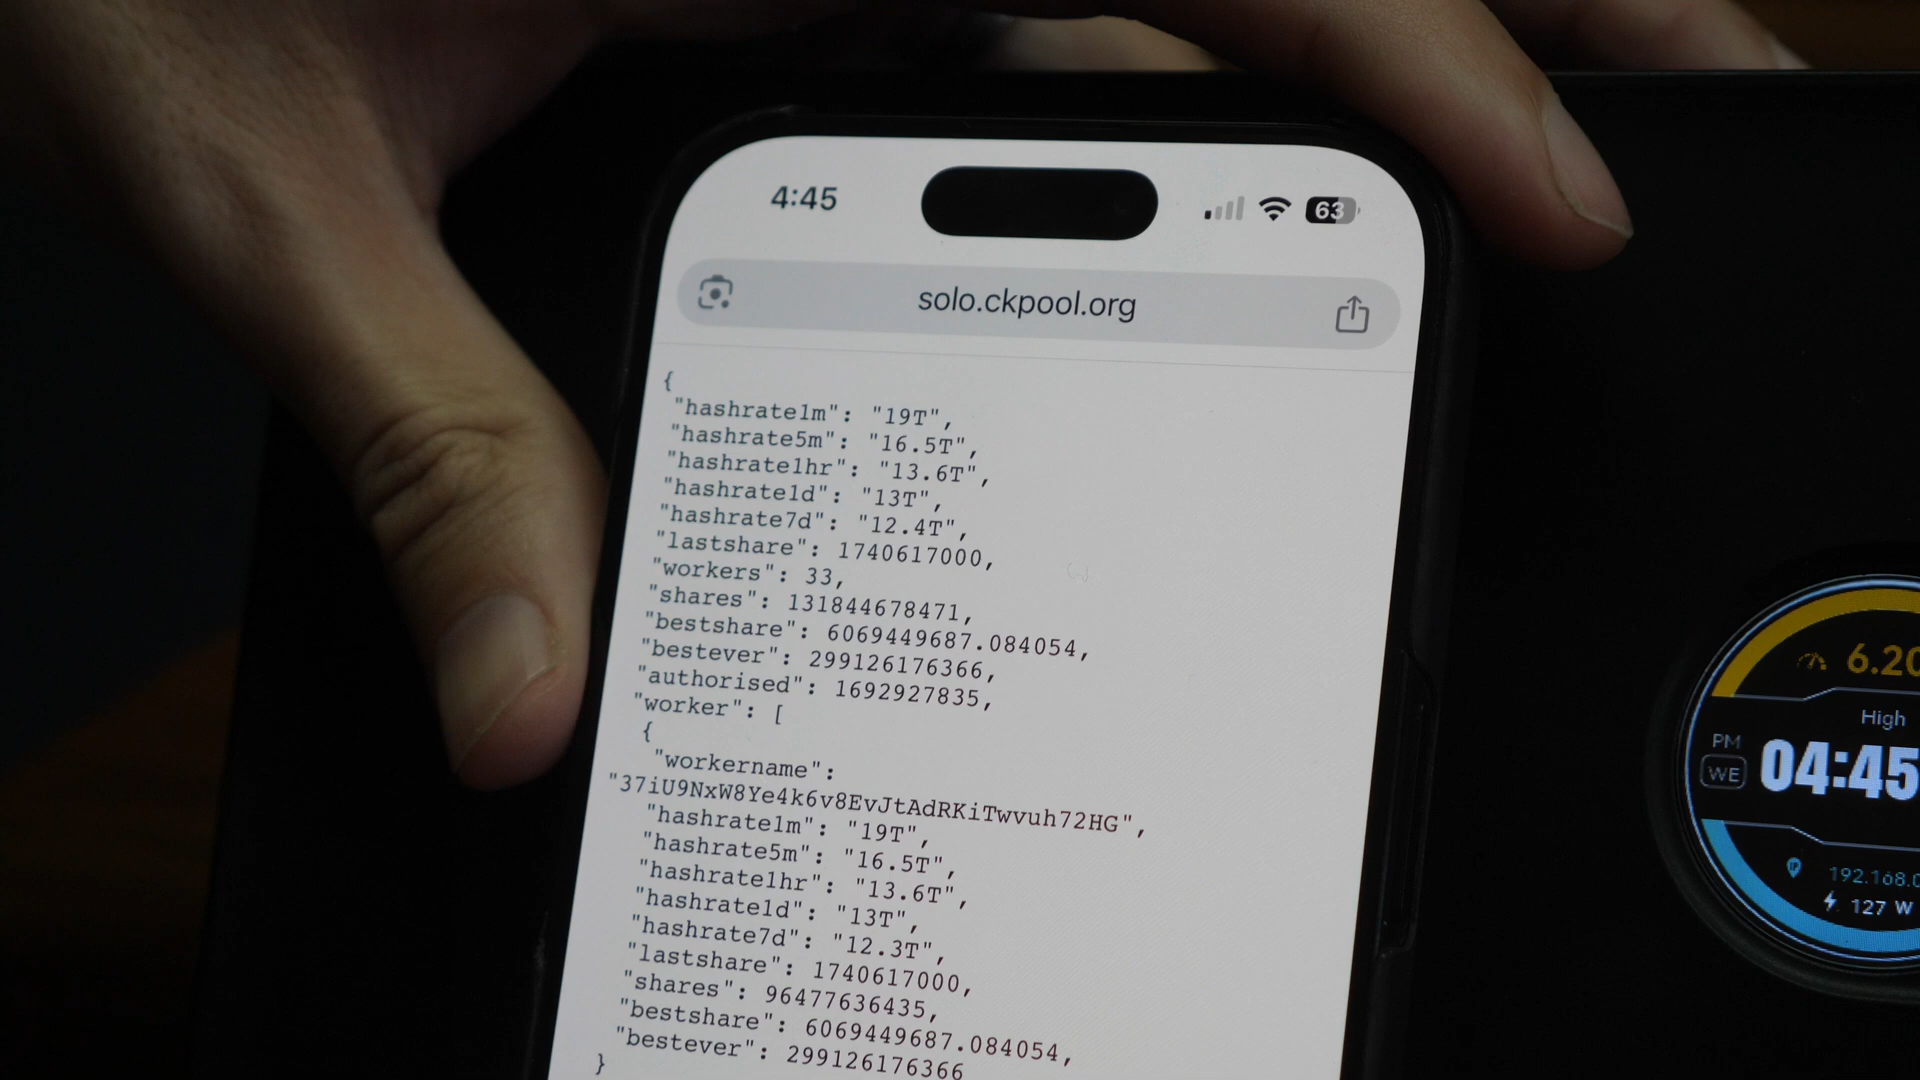 4:45
63
solo.ckpool.org
{
"hashrate1m": "19T",
"hashrate5m": "16.5T",
"hashrate1hr": "13.6T",
"hashrate1d": "13T",
"hashrate7d": "12.4T",
"lastshare": 1740617000,
"workers": 33,
"shares": 131844678471,
"bestshare": 6069449687.084054,
"bestever": 299126176366,
"authorised": 1692927835,
"worker": [
{
"workername":
"37iU9NxW8Ye4k6v8EvJtAdRKiTwvuh72HG",
"hashrate1m": "19T",
"hashrate5m": "16.5T",
"hashrate1hr": "13.6T",
"hashrate1d": "13T",
"hashrate7d": "12.3T",
"lastshare": 1740617000,
"shares": 96477636435,
"bestshare": 6069449687.084054,
"bestever": 299126176366
}
6.20
High
PM
WE
04:45
192.168.0
127 W